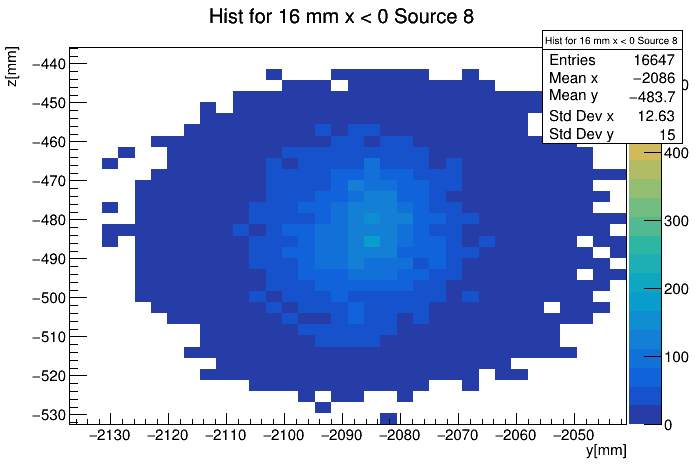 Hist for 16 mm x < 0 Source 8
z[mm]
Hist for 16 mm x < 0 Source 8
Entries 16647
Mean x −2086
Mean y −483.7
Std Dev x 12.63
Std Dev y 15
−440
−450
−460
−470
−480
−490
−500
−510
−520
−530
400
300
200
100
0
−2130 −2120 −2110 −2100 −2090 −2080 −2070 −2060 −2050
y[mm]